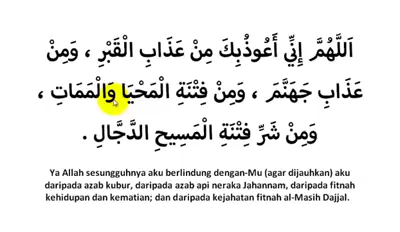 اَللَّهُمَّ إِنِّي أَعُوذُبِكَ مِنْ عَذَابِ الْقَبْرِ ، وَمِنْ
عَذَابِ جَهَنَّمَ ، وَمِنْ فِتْنَةِ الْمَحْيَا وَالْمَمَاتِ ،
وَمِنْ شَرِّ فِتْنَةِ الْمَسِيحِ الدَّجَّالِ .
Ya Allah sesungguhnya aku berlindung dengan-Mu (agar dijauhkan) aku
daripada azab kubur, daripada azab api neraka Jahannam, daripada fitnah
kehidupan dan kematian; dan daripada kejahatan fitnah al-Masih Dajjal.